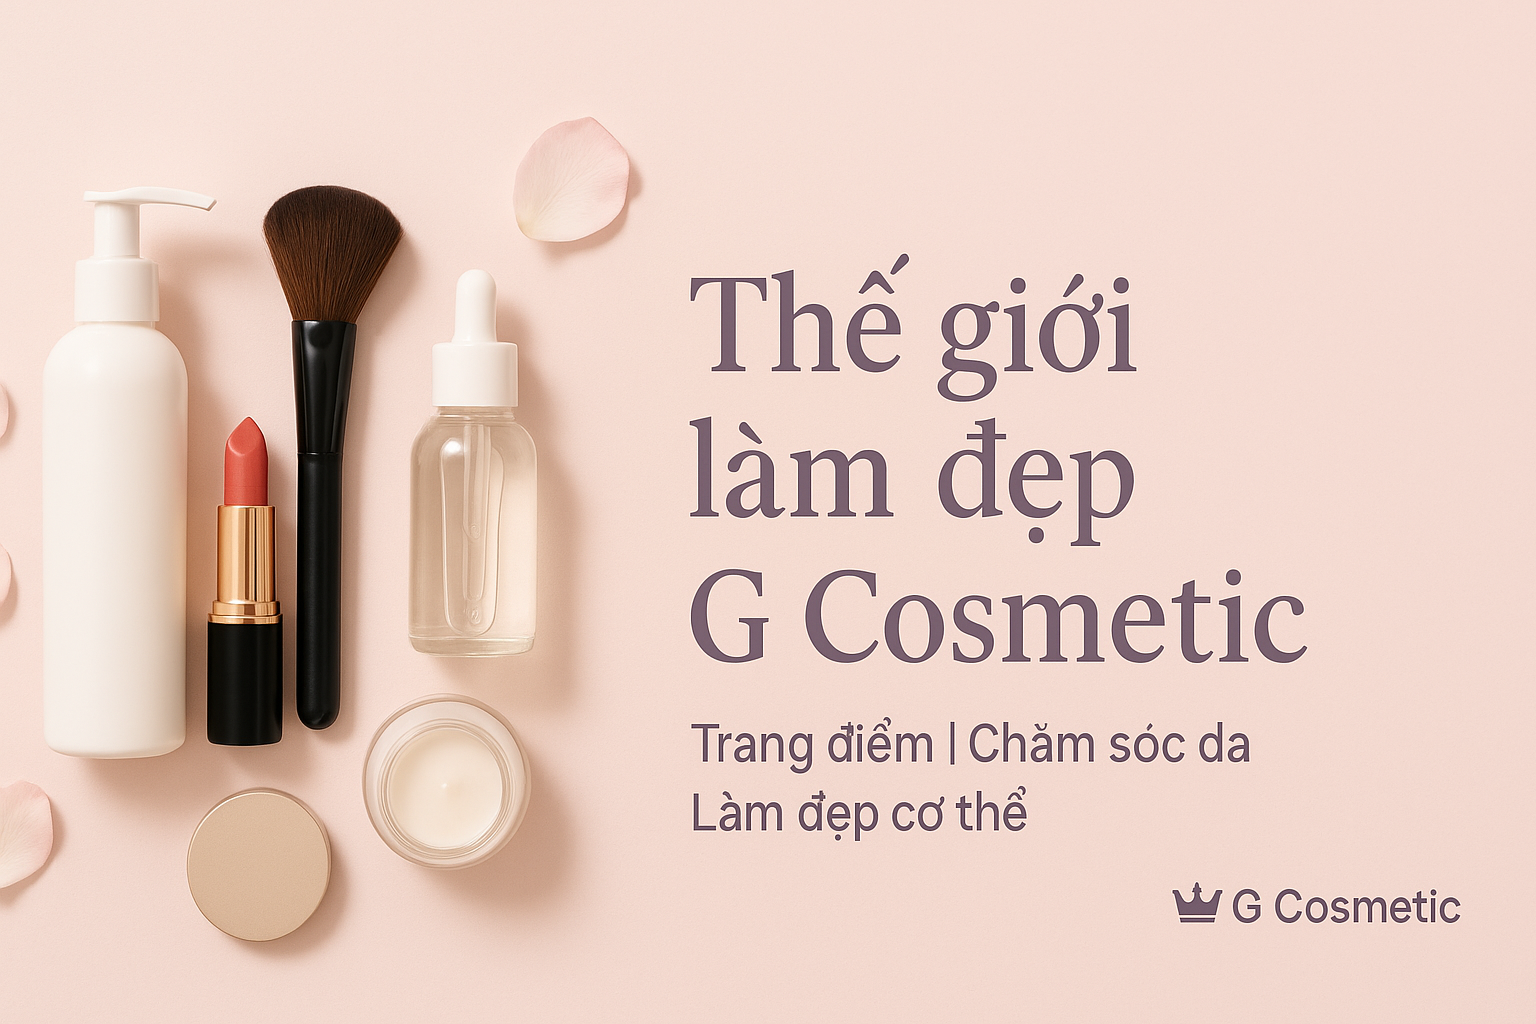 Thế giới
làm đẹp
G Cosmetic
Trang điểm | Chăm sóc da
Làm đẹp cơ thể
G Cosmetic